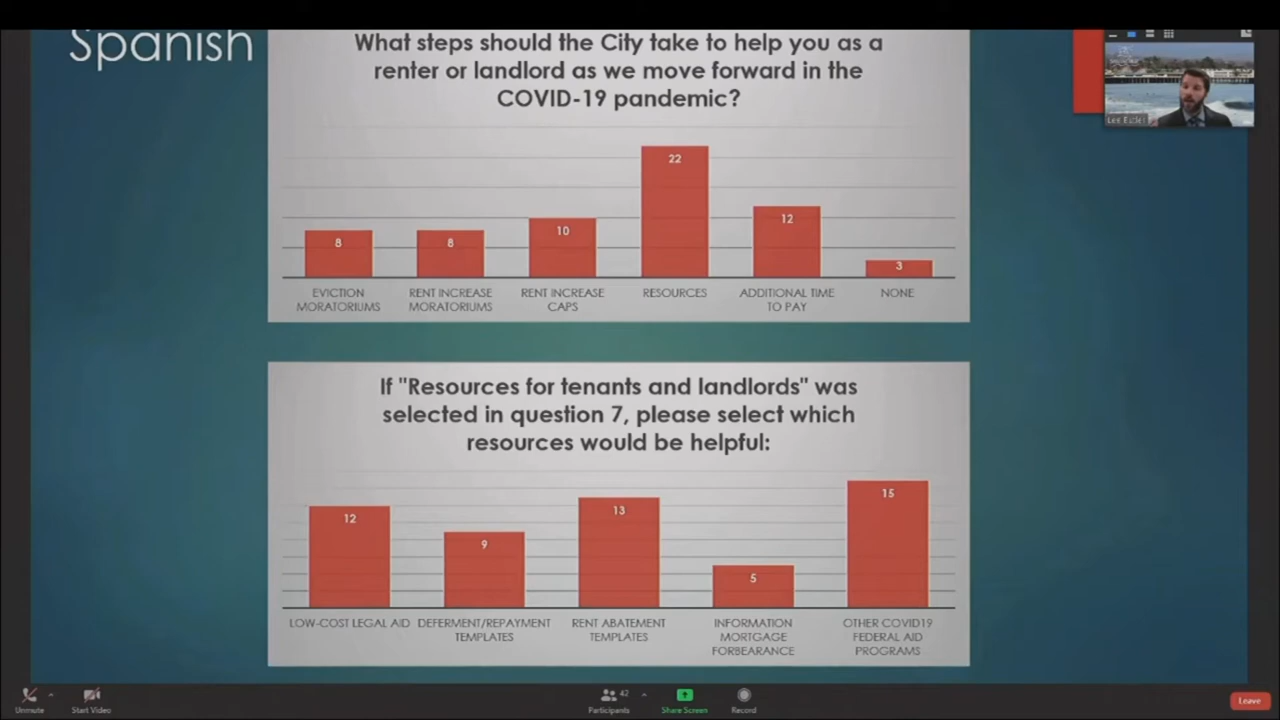 Spanish
What steps should the City take to help you as a
renter or landlord as we move forward in the
COVID-19 pandemic?
8
8
10
22
12
3
EVICTION
MORATORIUMS
RENT INCREASE
MORATORIUMS
RENT INCREASE
CAPS
RESOURCES
ADDITIONAL TIME
TO PAY
NONE
If "Resources for tenants and landlords" was
selected in question 7, please select which
resources would be helpful:
12
9
13
5
15
LOW-COST LEGAL AID
DEFERMENT/REPAYMENT
TEMPLATES
RENT ABATEMENT
TEMPLATES
INFORMATION
MORTGAGE
FORBEARANCE
OTHER COVID19
FEDERAL AID
PROGRAMS
Unmute
Start Video
42
Participants
Share Screen
Record
Leave